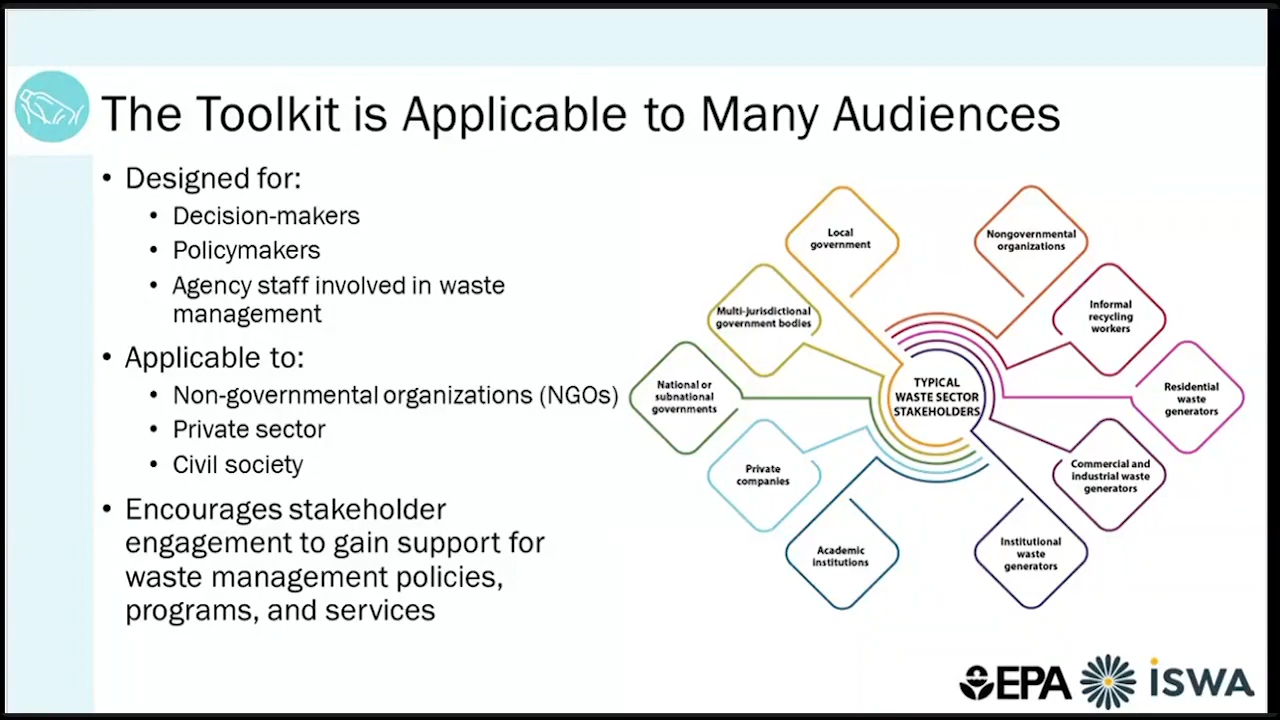 The Toolkit is Applicable to Many Audiences
• Designed for:
• Decision-makers
• Policymakers
• Agency staff involved in waste
management
• Applicable to:
• Non-governmental organizations (NGOs)
• Private sector
• Civil society
• Encourages stakeholder
engagement to gain support for
waste management policies,
programs, and services
Local
government
Nongovernmental
organizations
Multi-jurisdictional
government bodies
Informal
recycling
workers
National or
subnational
governments
TYPICAL
WASTE SECTOR
STAKEHOLDERS
Residential
waste
generators
Private
companies
Commercial and
industrial waste
generators
Academic
institutions
Institutional
waste
generators
EPA
iSWA